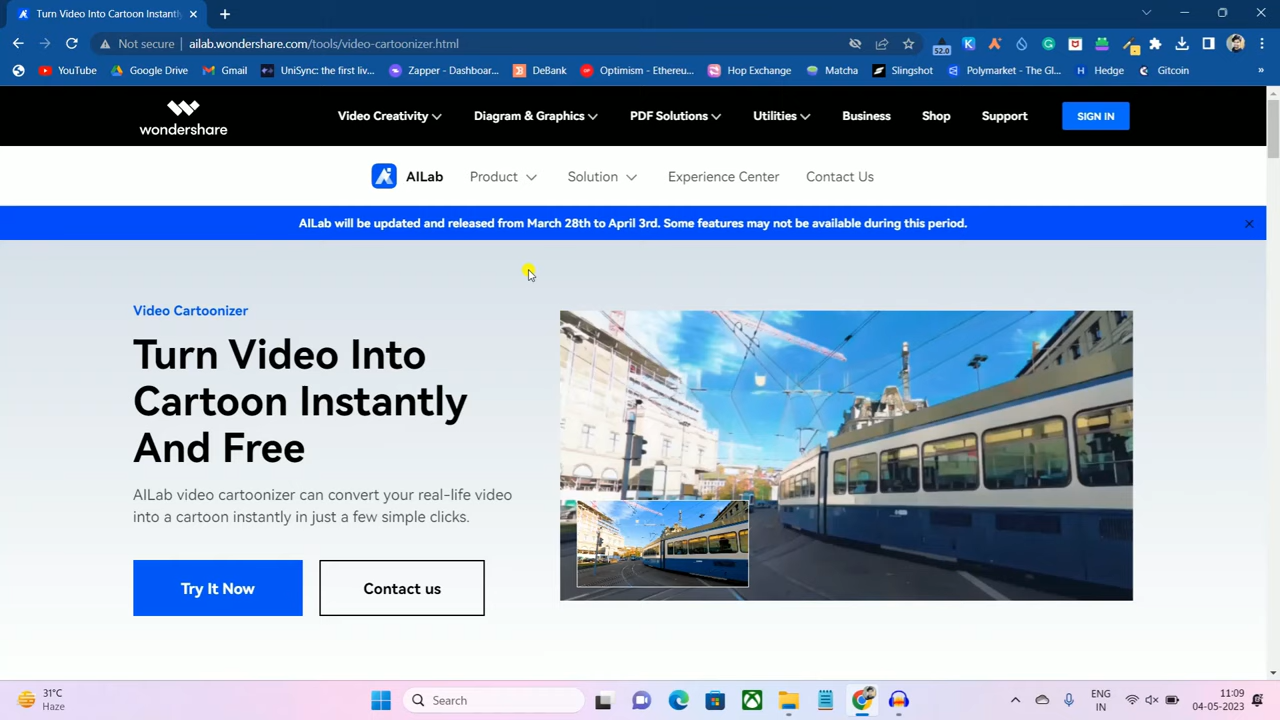 Turn Video Into Cartoon Instantl
Not secure ailab.wondershare.com/tools/video-cartoonizer.html
52.0
YouTube Google Drive Gmail UniSync: the first liv... Zapper - Dashboar... DeBank Optimism - Ethereu... Hop Exchange Matcha Slingshot Polymarket - The Gl... Hedge Gitcoin »
wondershare
Video Creativity Diagram & Graphics PDF Solutions Utilities Business Shop Support SIGN IN
AILab Product Solution Experience Center Contact Us
AILab will be updated and released from March 28th to April 3rd. Some features may not be available during this period.
Video Cartoonizer
Turn Video Into
Cartoon Instantly
And Free
AILab video cartoonizer can convert your real-life video
into a cartoon instantly in just a few simple clicks.
Try It Now Contact us
31°C
Haze
Search
ENG
IN
11:09
04-05-2023